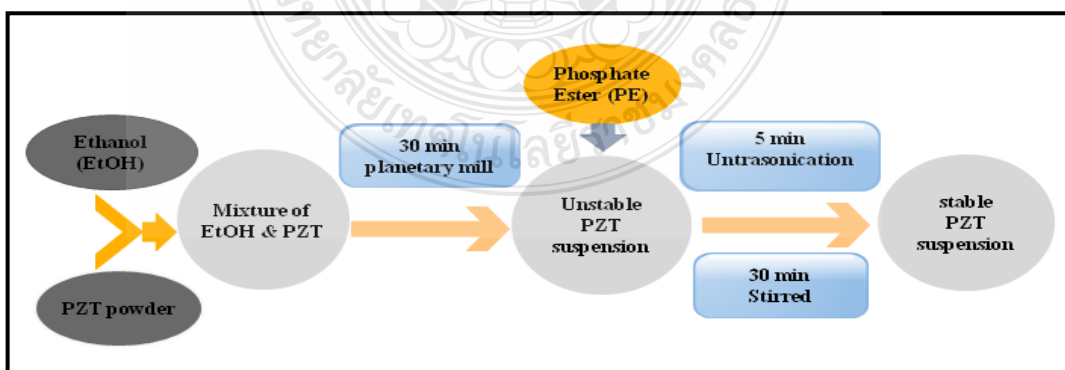 Ethanol
(EtOH)
PZT powder
Mixture of
EtOH & PZT
30 min
planetary mill
Phosphate
Ester (PE)
Unstable
PZT
suspension
5 min
Untrasonication
30 min
Stirred
stable
PZT
suspension